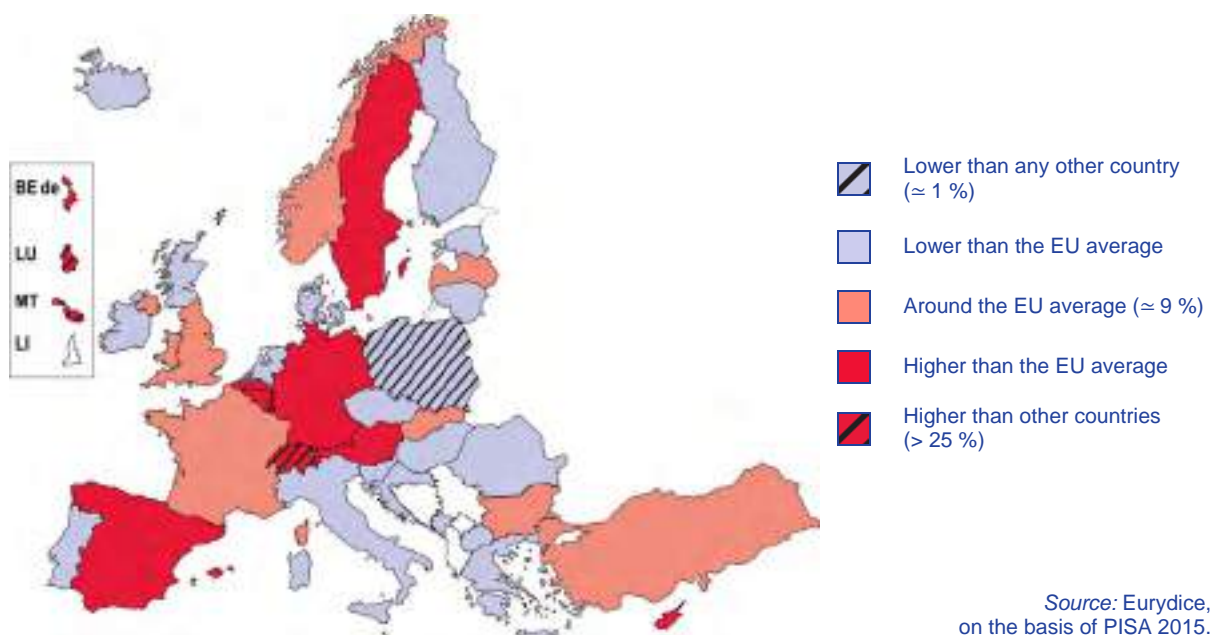 BE de
LU
MT
LI
Lower than any other country
(≃ 1 %)
Lower than the EU average
Around the EU average (≃ 9 %)
Higher than the EU average
Higher than other countries
(> 25 %)
Source: Eurydice,
on the basis of PISA 2015.